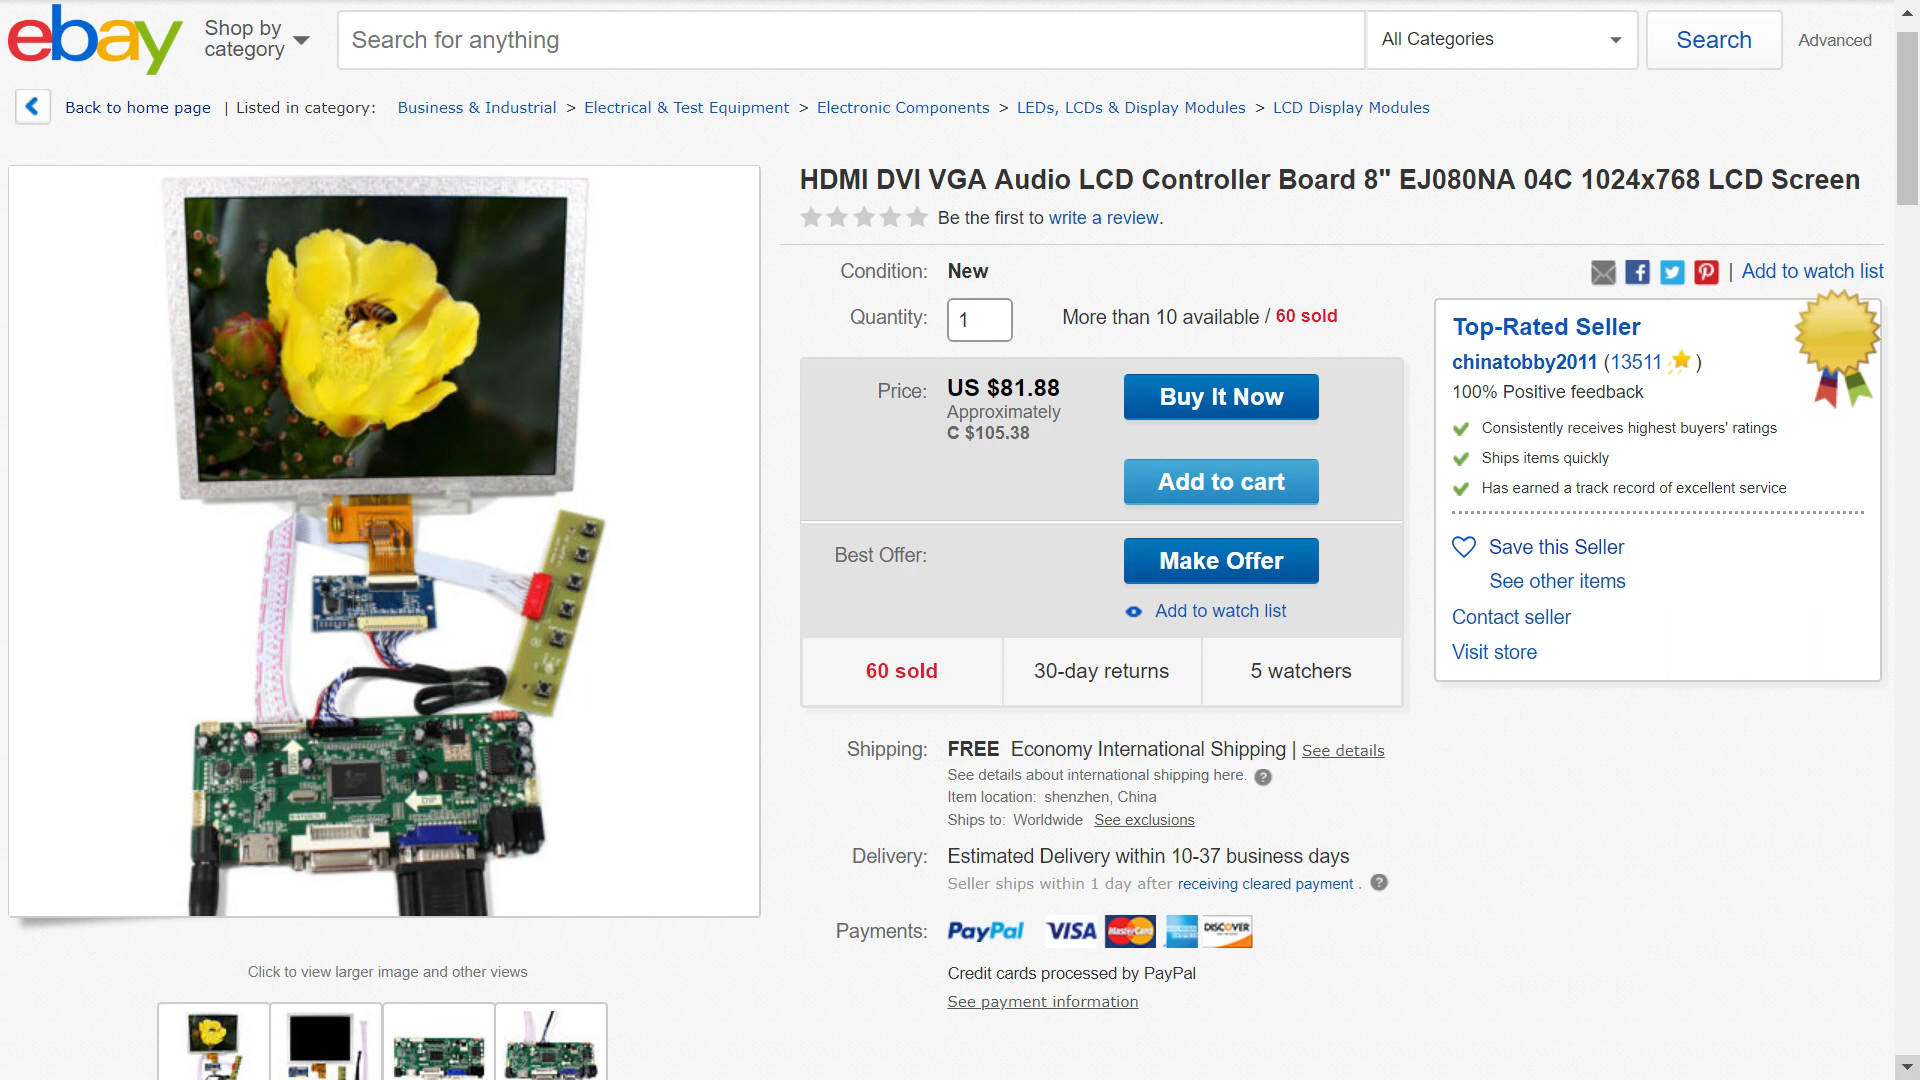 ebay
Shop by
category
Search for anything
All Categories
Search
Advanced
Back to home page | Listed in category: Business & Industrial > Electrical & Test Equipment > Electronic Components > LEDs, LCDs & Display Modules > LCD Display Modules
HDMI DVI VGA Audio LCD Controller Board 8" EJ080NA 04C 1024x768 LCD Screen
Be the first to write a review.
Condition: New
| Add to watch list
Quantity: 1 More than 10 available / 60 sold
Price: US $81.88
Approximately
C $105.38
Buy It Now
Add to cart
Best Offer:
Make Offer
Add to watch list
60 sold
30-day returns
5 watchers
Top-Rated Seller
chinatobby2011 (13511 )
100% Positive feedback
Consistently receives highest buyers' ratings
Ships items quickly
Has earned a track record of excellent service
Save this Seller
See other items
Contact seller
Visit store
Shipping: FREE Economy International Shipping | See details
See details about international shipping here. ?
Item location: shenzhen, China
Ships to: Worldwide See exclusions
Delivery: Estimated Delivery within 10-37 business days
Seller ships within 1 day after receiving cleared payment . ?
Payments: PayPal VISA MasterCard DISCOVER
Credit cards processed by PayPal
See payment information
Click to view larger image and other views